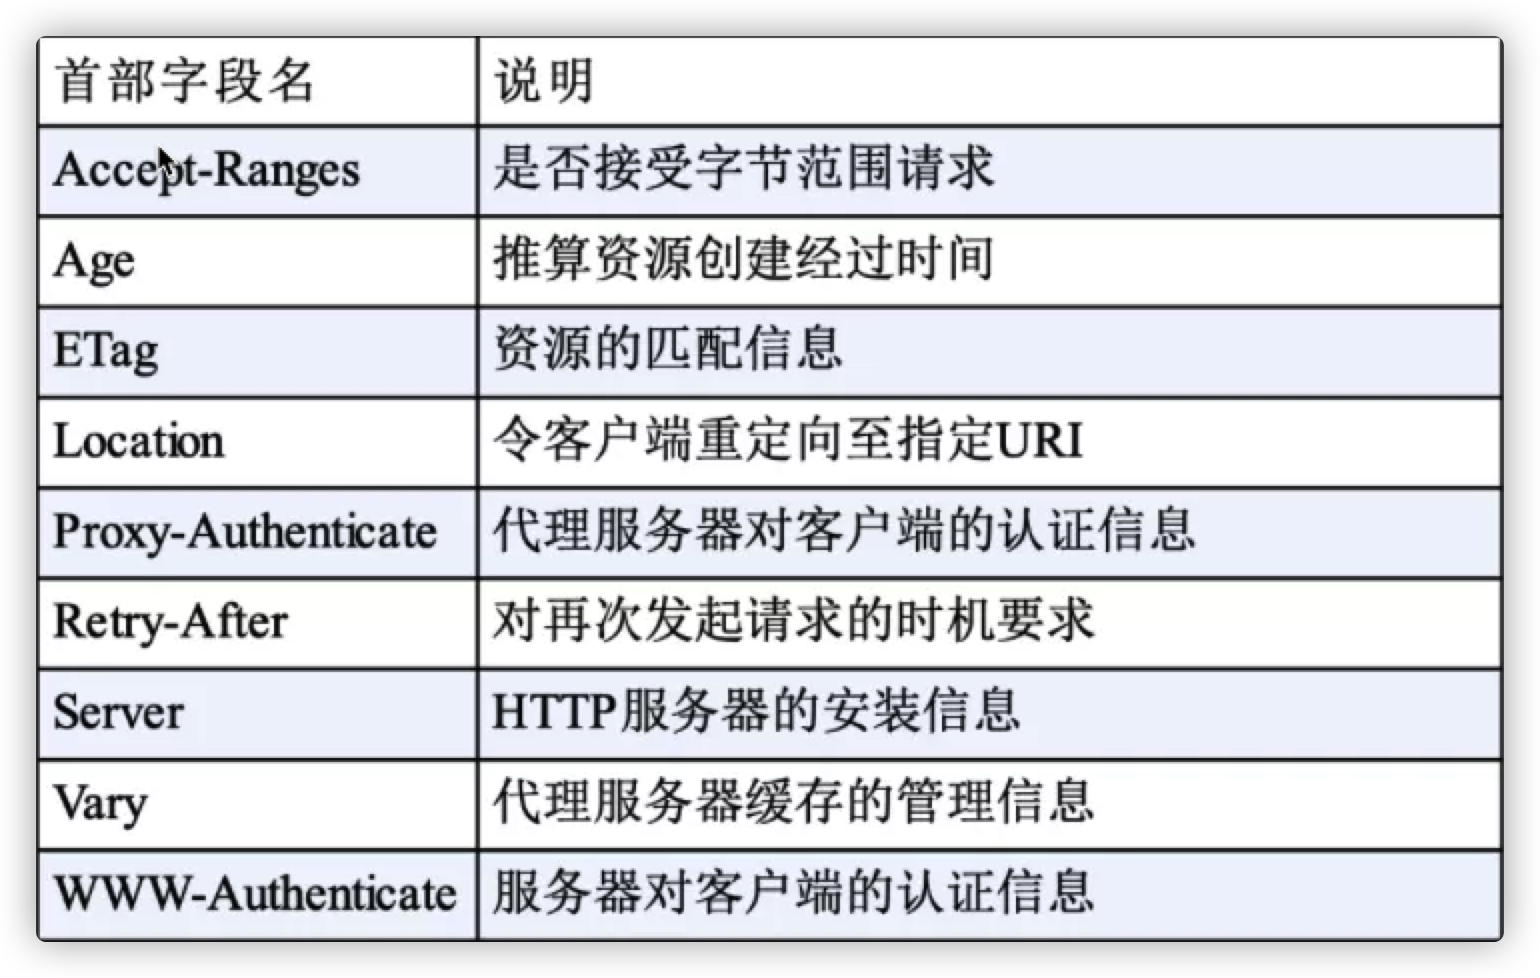 首部字段名 说明
Accept-Ranges 是否接受字节范围请求
Age 推算资源创建经过时间
ETag 资源的匹配信息
Location 令客户端重定向至指定URI
Proxy-Authenticate 代理服务器对客户端的认证信息
Retry-After 对再次发起请求的时机要求
Server HTTP服务器的安装信息
Vary 代理服务器缓存的管理信息
WWW-Authenticate 服务器对客户端的认证信息